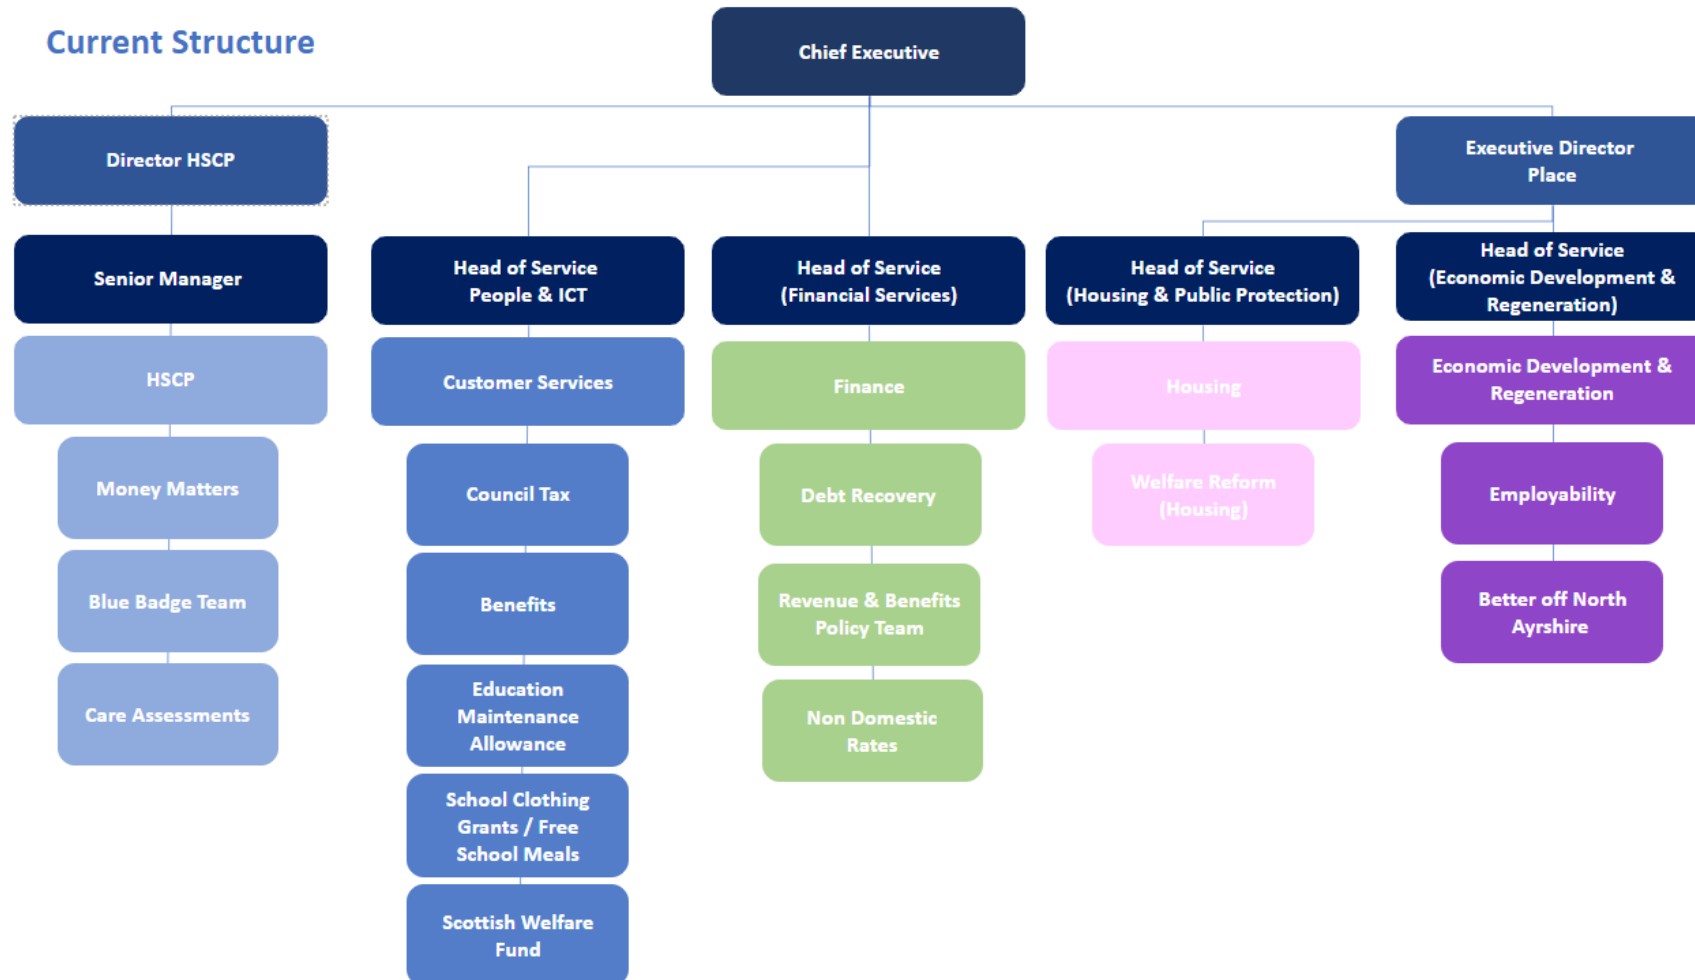 Current Structure
Chief Executive
Director HSCP
Executive Director
Place
Senior Manager
Head of Service
People & ICT
Head of Service
(Financial Services)
Head of Service
(Housing & Public Protection)
Head of Service
(Economic Development &
Regeneration)
HSCP
Customer Services
Finance
Housing
Economic Development &
Regeneration
Money Matters
Council Tax
Debt Recovery
Welfare Reform
(Housing)
Employability
Blue Badge Team
Benefits
Revenue & Benefits
Policy Team
Better off North
Ayrshire
Care Assessments
Education
Maintenance
Allowance
Non Domestic
Rates
School Clothing
Grants / Free
School Meals
Scottish Welfare
Fund